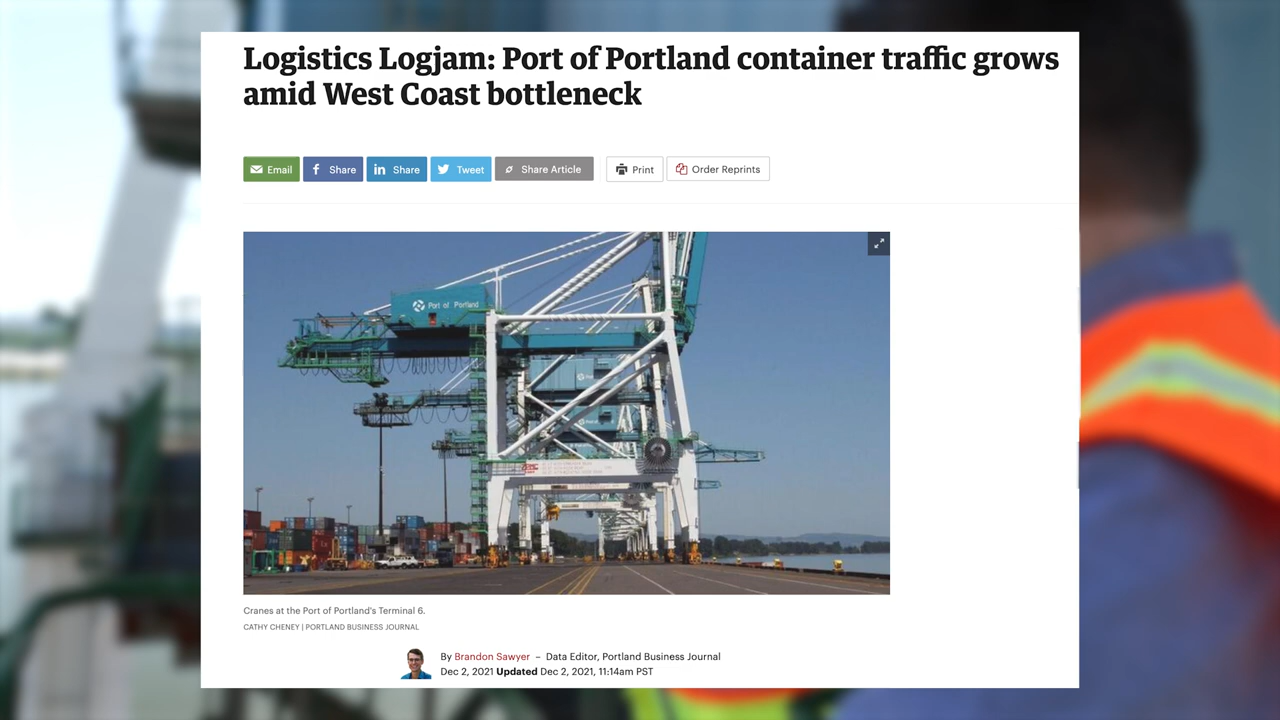 Logistics Logjam: Port of Portland container traffic grows
amid West Coast bottleneck
Email
Share
Share
Tweet
Share Article
Print
Order Reprints
Port of Portland
Cranes at the Port of Portland's Terminal 6.
CATHY CHENEY | PORTLAND BUSINESS JOURNAL
By Brandon Sawyer – Data Editor, Portland Business Journal
Dec 2, 2021 Updated Dec 2, 2021, 11:14am PST